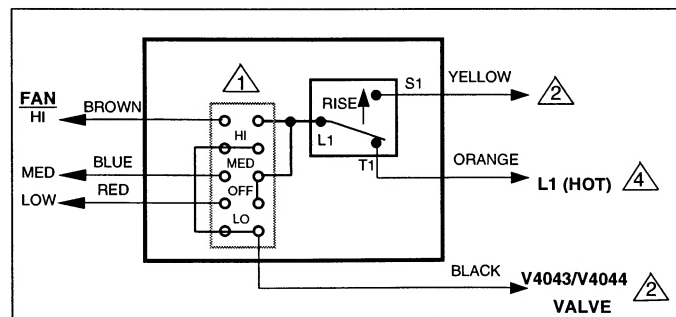 FAN
HI
BROWN
MED
BLUE
LOW
RED
1
HI
MED
OFF
LO
RISE
S1
L1
T1
YELLOW
2
ORANGE
L1 (HOT)
4
BLACK
V4043/V4044
VALVE
2